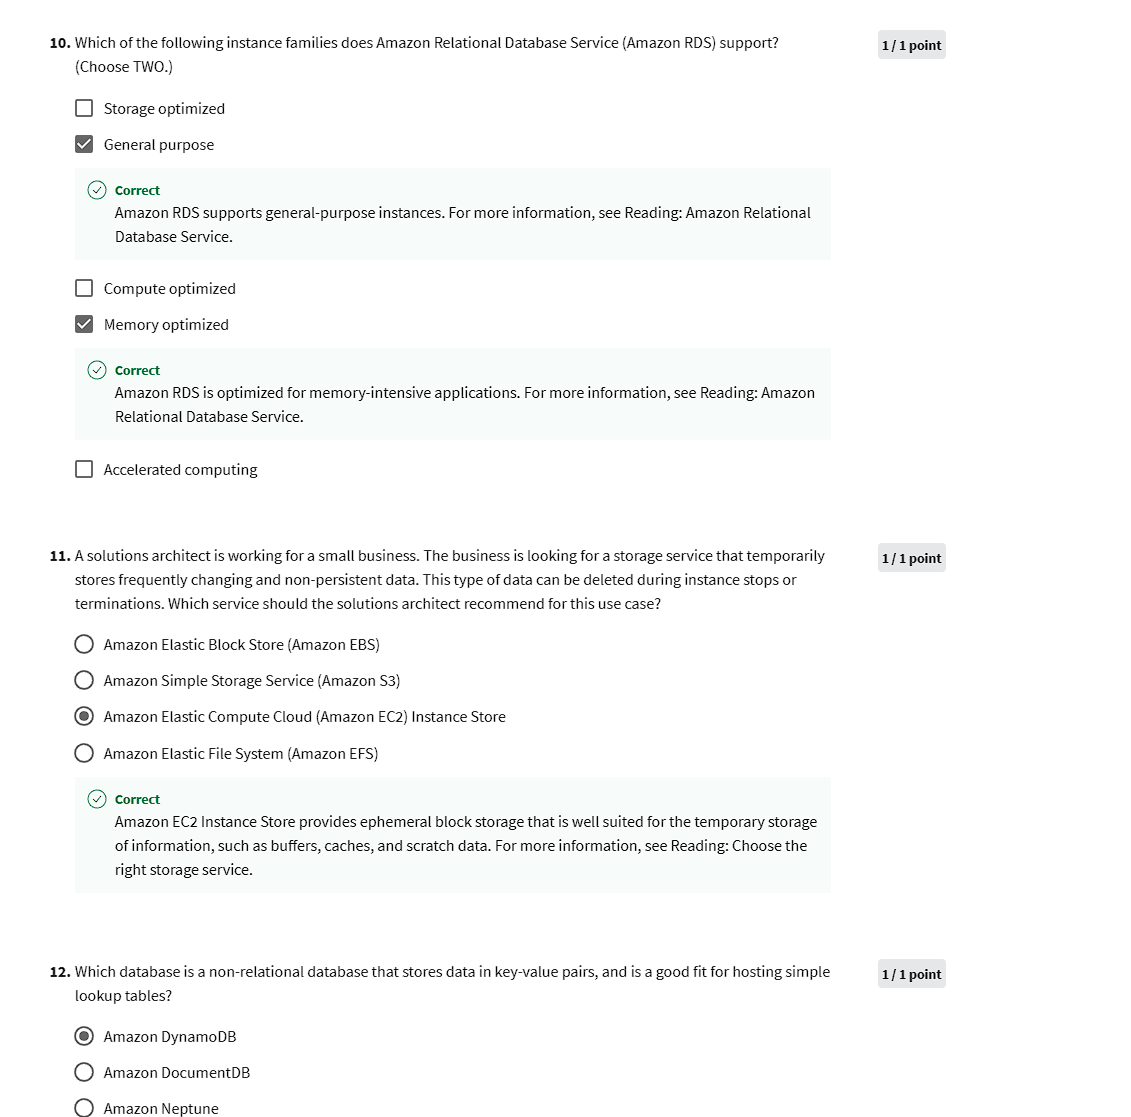 10. Which of the following instance families does Amazon Relational Database Service (Amazon RDS) support?
(Choose TWO.)
1 / 1 point
Storage optimized
General purpose
Correct
Amazon RDS supports general-purpose instances. For more information, see Reading: Amazon Relational
Database Service.
Compute optimized
Memory optimized
Correct
Amazon RDS is optimized for memory-intensive applications. For more information, see Reading: Amazon
Relational Database Service.
Accelerated computing
11. A solutions architect is working for a small business. The business is looking for a storage service that temporarily
stores frequently changing and non-persistent data. This type of data can be deleted during instance stops or
terminations. Which service should the solutions architect recommend for this use case?
1 / 1 point
Amazon Elastic Block Store (Amazon EBS)
Amazon Simple Storage Service (Amazon S3)
Amazon Elastic Compute Cloud (Amazon EC2) Instance Store
Amazon Elastic File System (Amazon EFS)
Correct
Amazon EC2 Instance Store provides ephemeral block storage that is well suited for the temporary storage
of information, such as buffers, caches, and scratch data. For more information, see Reading: Choose the
right storage service.
12. Which database is a non-relational database that stores data in key-value pairs, and is a good fit for hosting simple
lookup tables?
1 / 1 point
Amazon DynamoDB
Amazon DocumentDB
Amazon Neptune